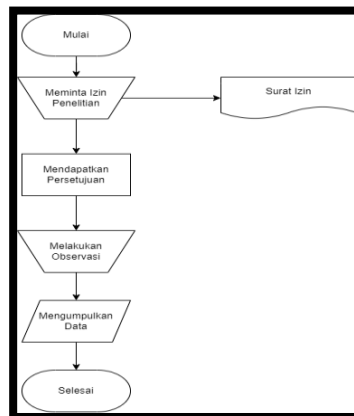 Mulai
Meminta Izin
Penelitian
Surat Izin
Mendapatkan
Persetujuan
Melakukan
Observasi
Mengumpulkan
Data
Selesai